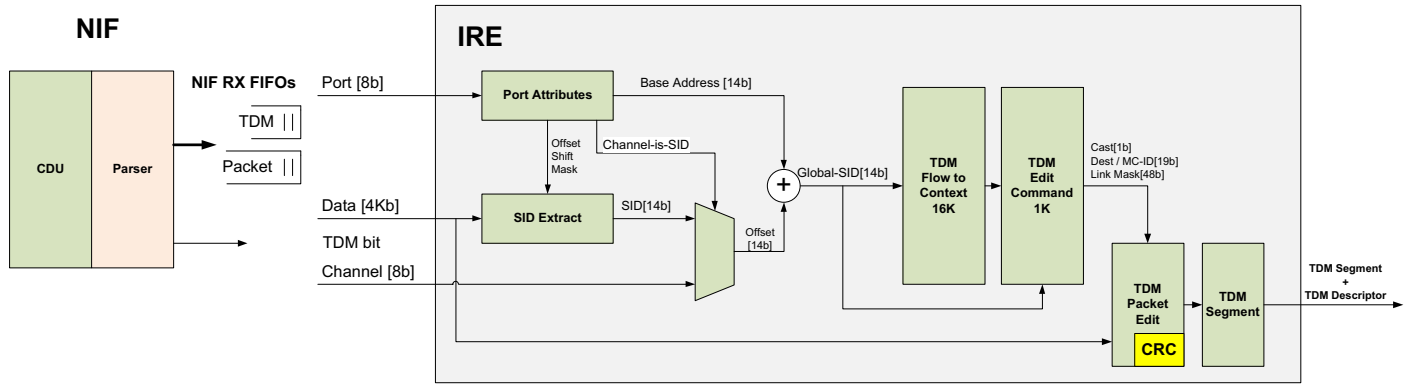 NIF
IRE
CDU
Parser
NIF RX FIFOs
TDM
Packet
Port [8b]
Data [4Kb]
TDM bit
Channel [8b]
Port Attributes
Base Address [14b]
Offset
Shift
Mask
Channel-is-SID
SID Extract
SID[14b]
Offset
[14b]
+
Global-SID[14b]
TDM
Flow to
Context
16K
TDM
Edit
Command
1K
Cast[1b]
Dest / MC-ID[19b]
Link Mask[48b]
TDM
Packet
Edit
CRC
TDM
Segment
TDM Segment
+
TDM Descriptor